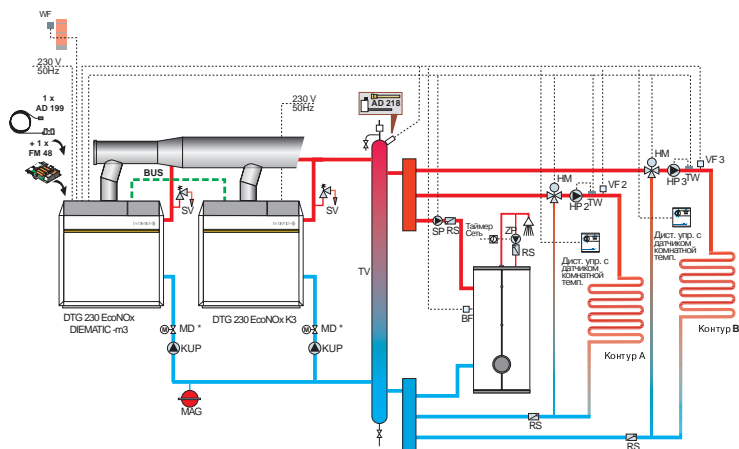 WF
230 V
50Hz
1 x
AD 199
+ 1 x
FM 48
230 V
50Hz
BUS
SV
SV
DTG 230 EcoNOx
DIEMATIC -m3
DTG 230 EcoNOx K3
MD *
MD *
M
M
KUP
KUP
MAG
AD 218
TV
SP
RS
Таймер
Сеть
ZP
RS
BF
HM
HP 2
TW
VF 2
Дист. упр. с
датчиком
комнатной
темп.
Контур А
HM
HP 3
TW
VF 3
Дист. упр. с
датчиком
комнатной
темп.
Контур В
RS
RS